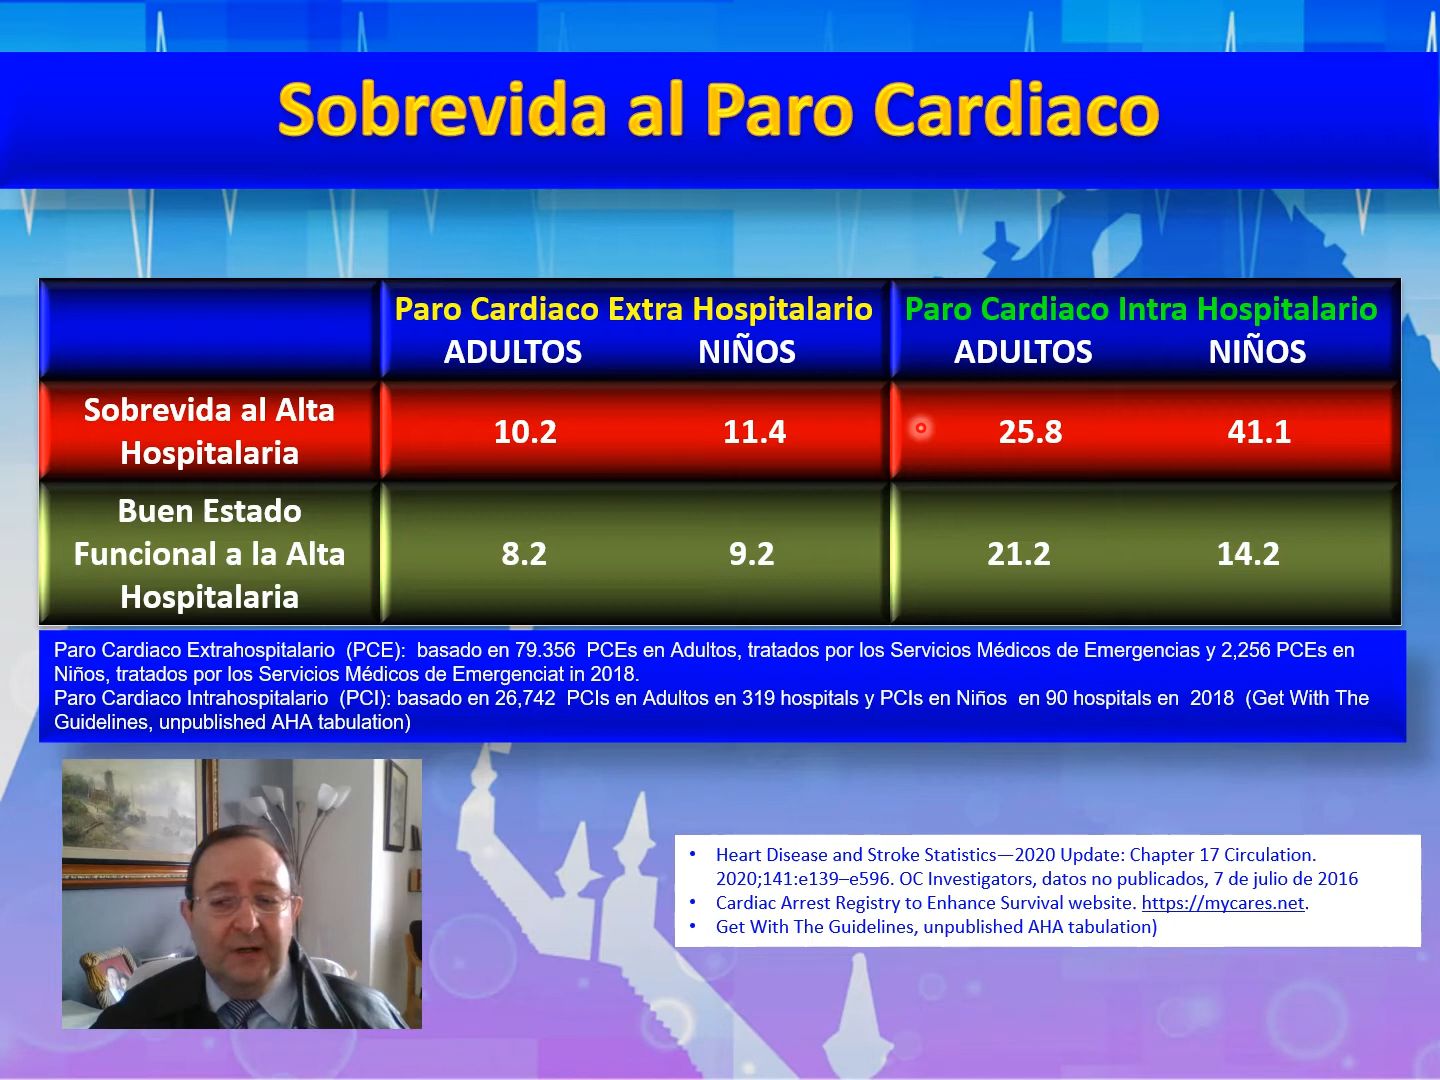 Sobrevida al Paro Cardiaco
Paro Cardiaco Extra Hospitalario
ADULTOS NIÑOS
Paro Cardiaco Intra Hospitalario
ADULTOS NIÑOS
Sobrevida al Alta
Hospitalaria
10.2 11.4 25.8 41.1
Buen Estado
Funcional a la Alta
Hospitalaria
8.2 9.2 21.2 14.2
Paro Cardiaco Extrahospitalario (PCE): basado en 79.356 PCEs en Adultos, tratados por los Servicios Médicos de Emergencias y 2,256 PCEs en
Niños, tratados por los Servicios Médicos de Emergenciat in 2018.
Paro Cardiaco Intrahospitalario (PCI): basado en 26,742 PCIs en Adultos en 319 hospitals y PCIs en Niños en 90 hospitals en 2018 (Get With The
Guidelines, unpublished AHA tabulation)
• Heart Disease and Stroke Statistics—2020 Update: Chapter 17 Circulation.
2020;141:e139–e596. OC Investigators, datos no publicados, 7 de julio de 2016
• Cardiac Arrest Registry to Enhance Survival website. https://mycares.net.
• Get With The Guidelines, unpublished AHA tabulation)